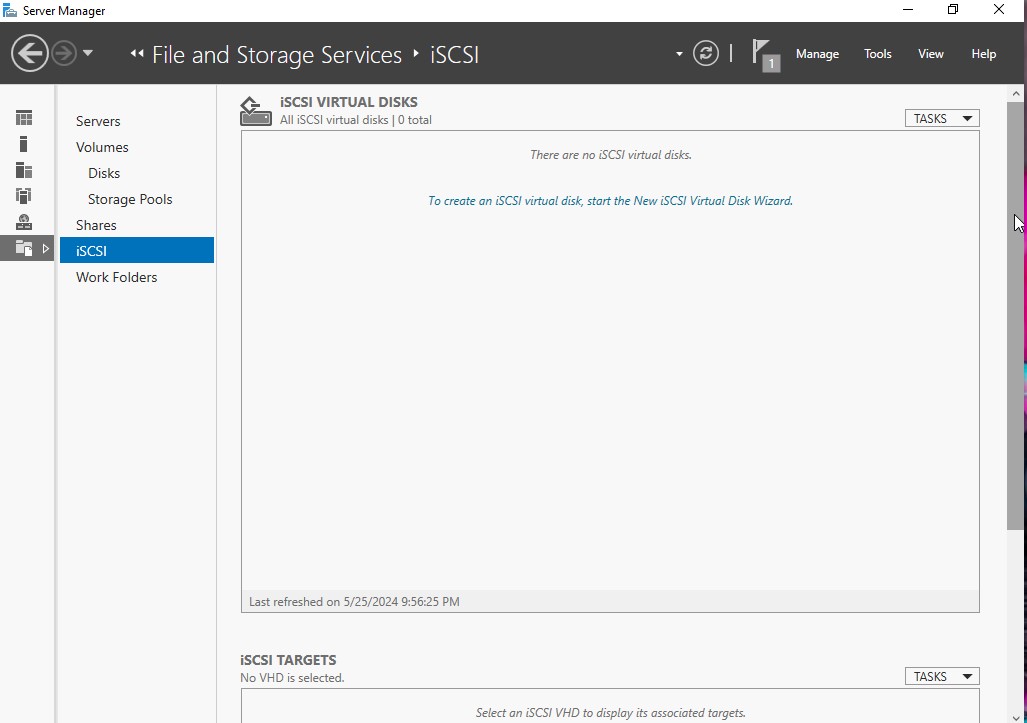 Server Manager
File and Storage Services iSCSI
1
Manage
Tools
View
Help
Servers
Volumes
Disks
Storage Pools
Shares
iSCSI
Work Folders
iSCSI VIRTUAL DISKS
All iSCSI virtual disks | 0 total
TASKS
There are no iSCSI virtual disks.
To create an iSCSI virtual disk, start the New iSCSI Virtual Disk Wizard.
Last refreshed on 5/25/2024 9:56:25 PM
iSCSI TARGETS
No VHD is selected.
TASKS
Select an iSCSI VHD to display its associated targets.